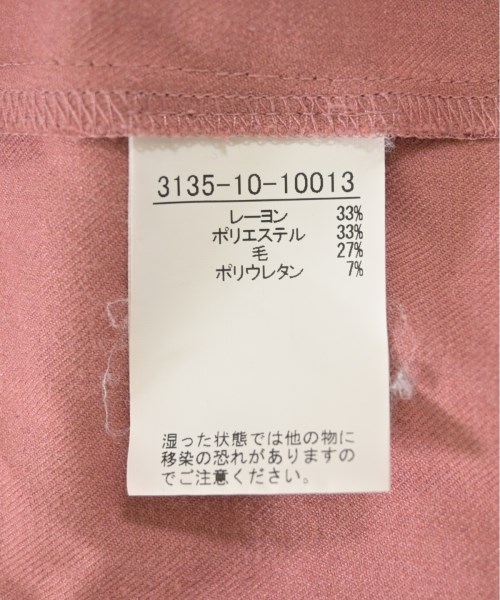 3135-10-10013
レーヨン 33%
ポリエステル 33%
毛 27%
ポリウレタン 7%
湿った状態では他の物に
移染の恐れがありますの
でご注意ください。